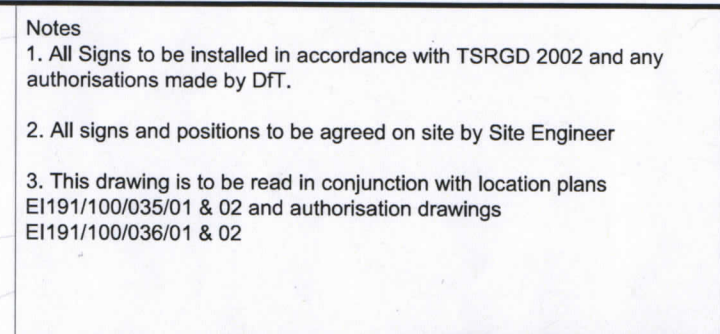 Notes
1. All Signs to be installed in accordance with TSRGD 2002 and any
authorisations made by DfT.
2. All signs and positions to be agreed on site by Site Engineer
3. This drawing is to be read in conjunction with location plans
EI191/100/035/01 & 02 and authorisation drawings
EI191/100/036/01 & 02